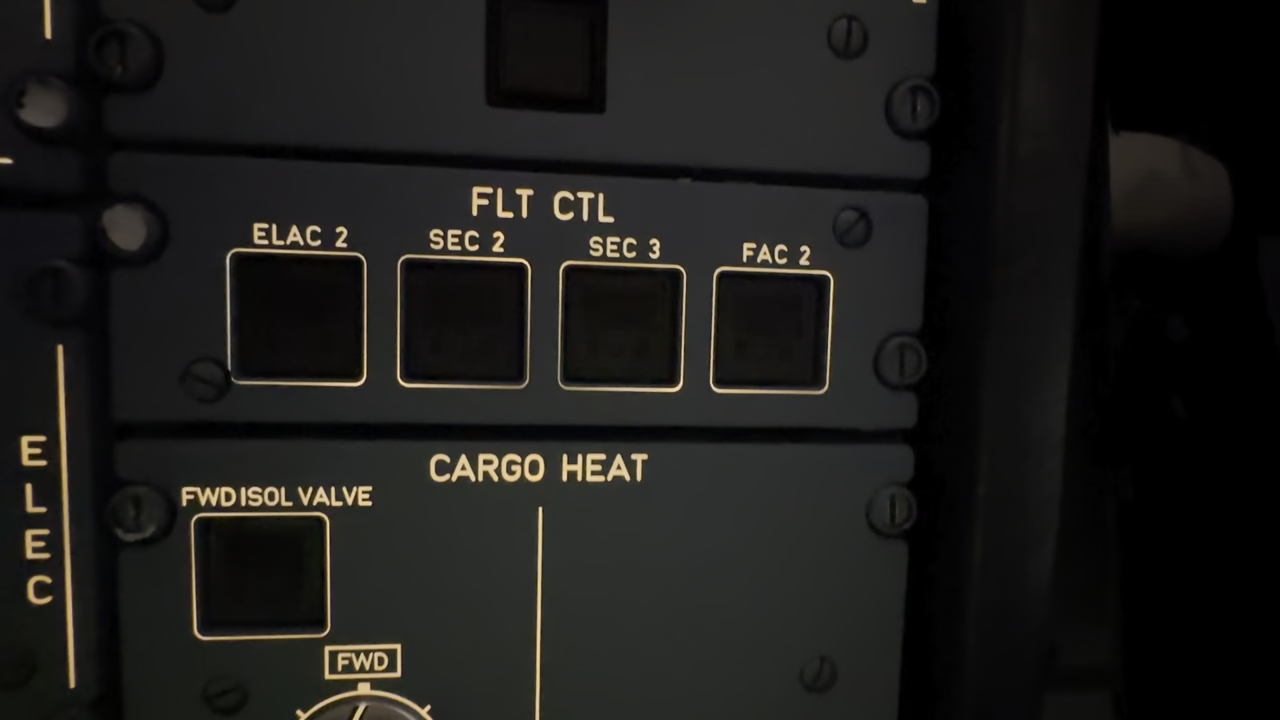 FLT CTL
ELAC 2
SEC 2
SEC 3
FAC 2
CARGO HEAT
FWD ISOL VALVE
FWD
ELEC